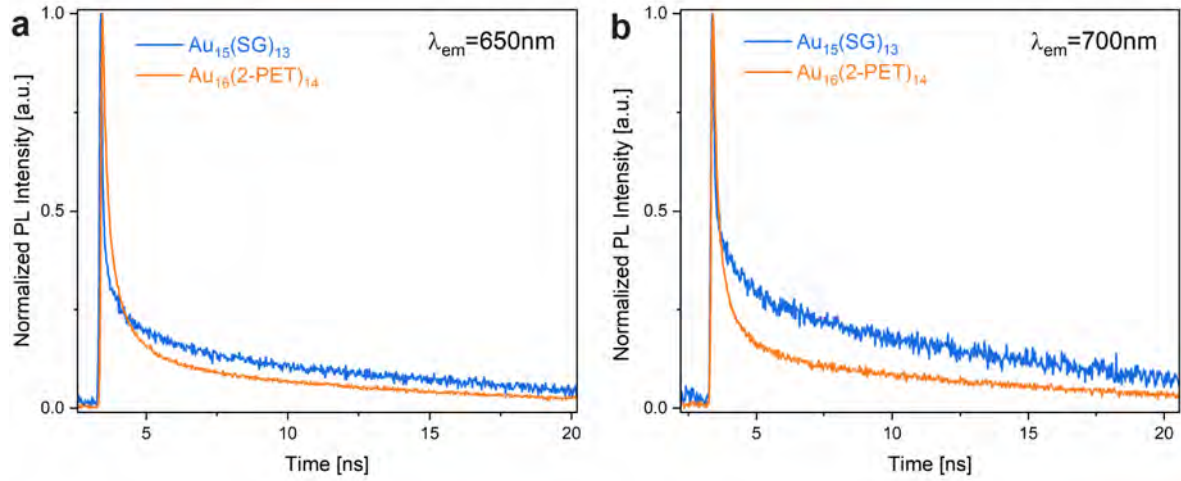 a
Au₁₅(SG)₁₃
Au₁₆(2-PET)₁₄
λem=650nm
Normalized PL Intensity [a.u.]
1.0
0.5
0.0
5 10 15 20
Time [ns]
b
Au₁₅(SG)₁₃
Au₁₆(2-PET)₁₄
λem=700nm
Normalized PL Intensity [a.u.]
1.0
0.5
0.0
5 10 15 20
Time [ns]